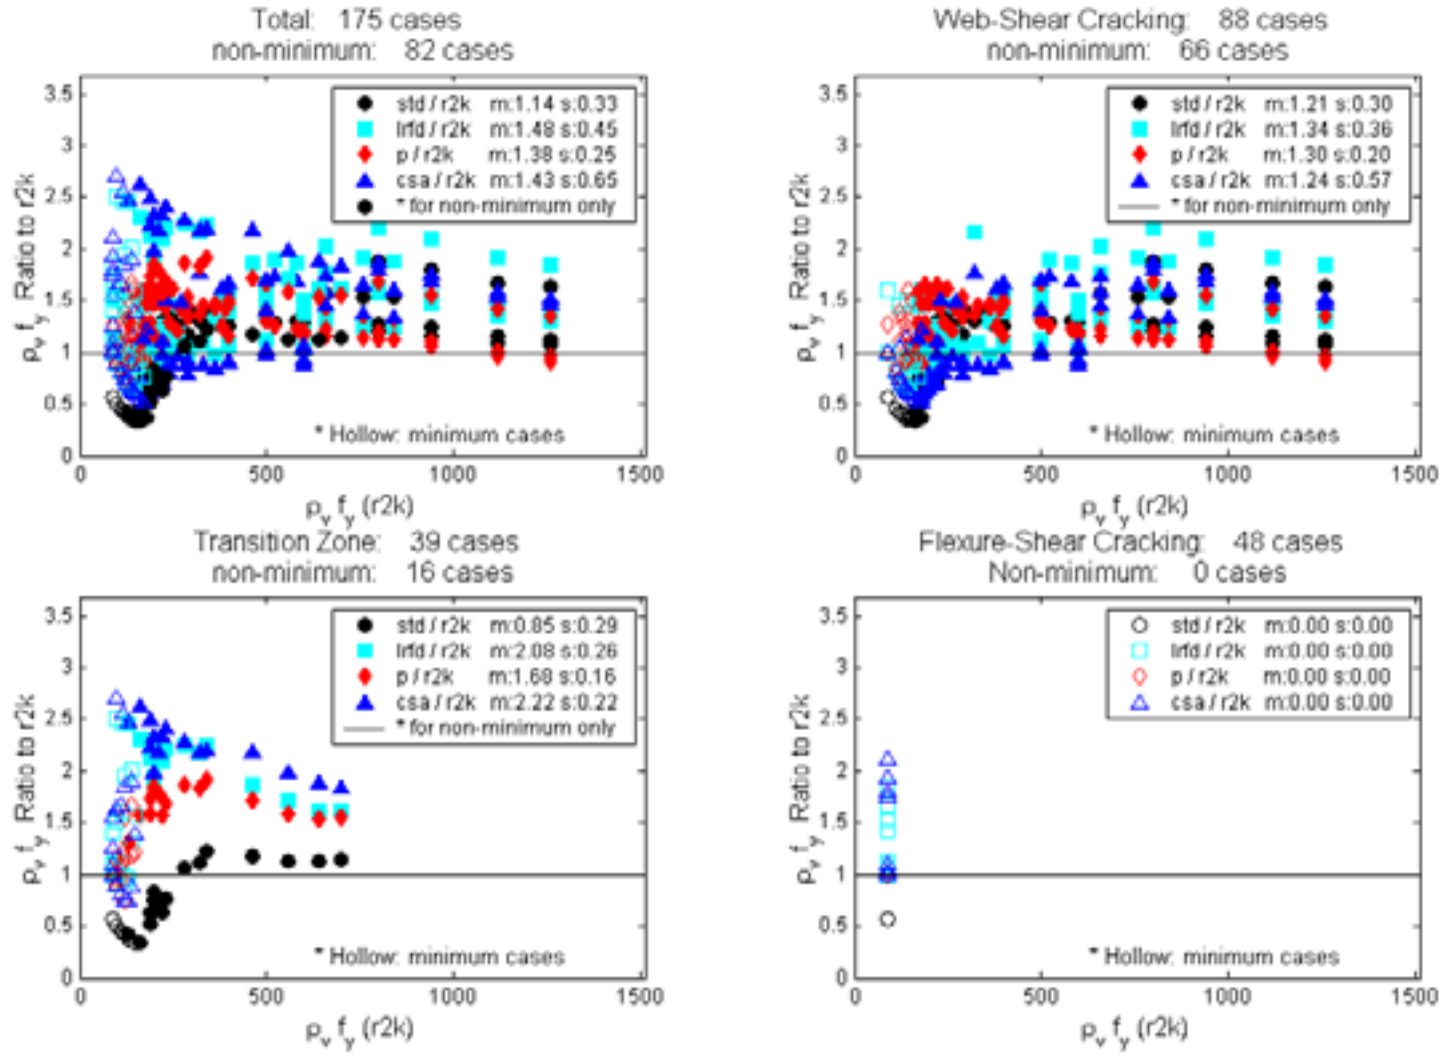 Total: 175 cases
non-minimum: 82 cases
std / r2k m:1.14 s:0.33
lrfd / r2k m:1.48 s:0.45
p / r2k m:1.38 s:0.25
csa / r2k m:1.43 s:0.65
* for non-minimum only
3.5
3
2.5
2
1.5
1
0.5
0
ρv fy Ratio to r2k
* Hollow: minimum cases
0 500 1000 1500
ρv fy (r2k)
Web-Shear Cracking: 88 cases
non-minimum: 66 cases
std / r2k m:1.21 s:0.30
lrfd / r2k m:1.34 s:0.36
p / r2k m:1.30 s:0.20
csa / r2k m:1.24 s:0.57
* for non-minimum only
3.5
3
2.5
2
1.5
1
0.5
0
ρv fy Ratio to r2k
* Hollow: minimum cases
0 500 1000 1500
ρv fy (r2k)
Transition Zone: 39 cases
non-minimum: 16 cases
std / r2k m:0.85 s:0.29
lrfd / r2k m:2.08 s:0.26
p / r2k m:1.68 s:0.16
csa / r2k m:2.22 s:0.22
* for non-minimum only
3.5
3
2.5
2
1.5
1
0.5
0
ρv fy Ratio to r2k
* Hollow: minimum cases
0 500 1000 1500
ρv fy (r2k)
Flexure-Shear Cracking: 48 cases
Non-minimum: 0 cases
std / r2k m:0.00 s:0.00
lrfd / r2k m:0.00 s:0.00
p / r2k m:0.00 s:0.00
csa / r2k m:0.00 s:0.00
3.5
3
2.5
2
1.5
1
0.5
0
ρv fy Ratio to r2k
* Hollow: minimum cases
0 500 1000 1500
ρv fy (r2k)